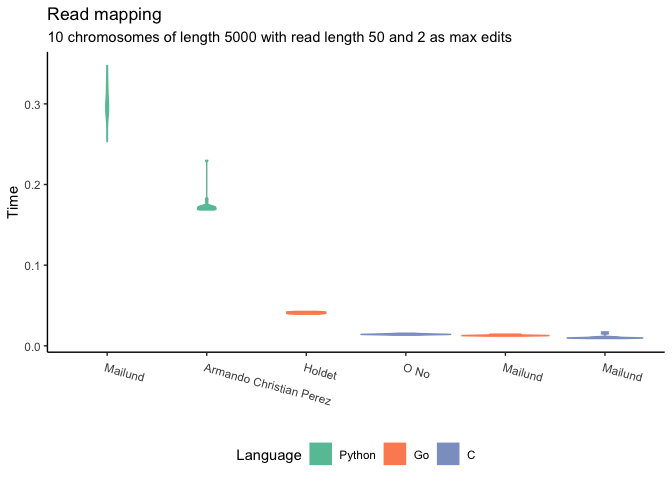 Read mapping
10 chromosomes of length 5000 with read length 50 and 2 as max edits
Time
0.3
0.2
0.1
0.0
Mailund
Armando Christian Perez
Holdet
O No
Mailund
Mailund
Language Python Go C